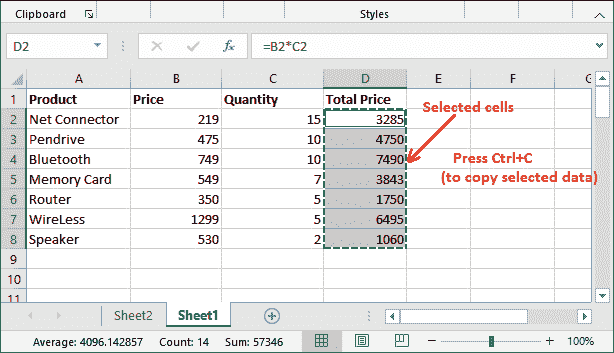 Clipboard Styles
D2 fx =B2*C2
A B C D E F G
1 Product Price Quantity Total Price
2 Net Connector 219 15 3285
3 Pendrive 475 10 4750
4 Bluetooth 749 10 7490
5 Memory Card 549 7 3843
6 Router 350 5 1750
7 WireLess 1299 5 6495
8 Speaker 530 2 1060
9
10
11
Selected cells
Press Ctrl+C
(to copy selected data)
Sheet2 Sheet1
Average: 4096.142857 Count: 14 Sum: 57346 100%